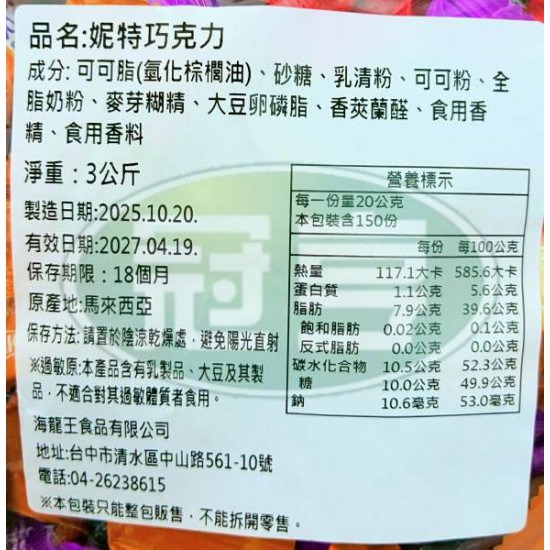 品名:妮特巧克力
成分: 可可脂(氫化棕櫚油)、砂糖、乳清粉、可可粉、全
脂奶粉、麥芽糊精、大豆卵磷脂、香莢蘭醛、食用香
精、食用香料
淨重：3公斤
製造日期:2025.10.20.
有效日期:2027.04.19.
保存期限：18個月
原產地:馬來西亞
保存方法: 請置於陰涼乾燥處，避免陽光直射
※過敏原:本產品含有乳製品、大豆及其製
品，不適合對其過敏體質者食用。
海龍王食品有限公司
地址:台中市清水區中山路561-10號
電話:04-26238615
※本包裝只能整包販售，不能拆開零售。
營養標示
每一份量20公克
本包裝含150份
每份 每100公克
熱量 117.1大卡 585.6大卡
蛋白質 1.1公克 5.6公克
脂肪 7.9公克 39.6公克
飽和脂肪 0.02公克 0.1公克
反式脂肪 0.0公克 0.0公克
碳水化合物 10.5公克 52.3公克
糖 10.0公克 49.9公克
鈉 10.6毫克 53.0毫克